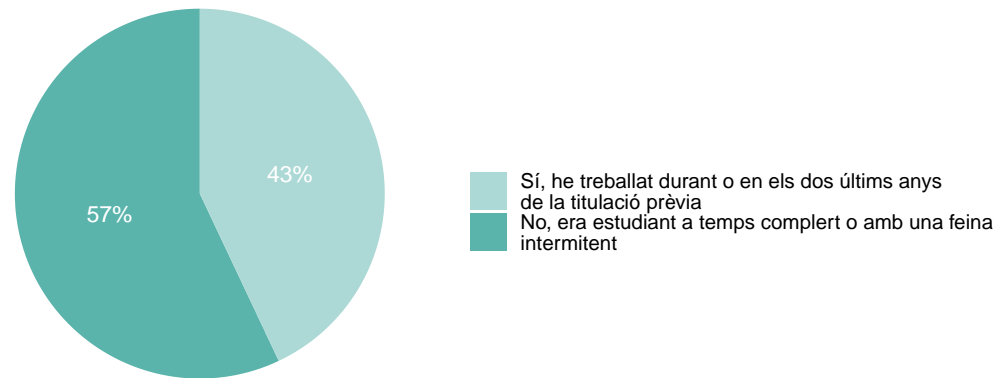 43%
57%
Sí, he treballat durant o en els dos últims anys
de la titulació prèvia
No, era estudiant a temps complert o amb una feina
intermitent